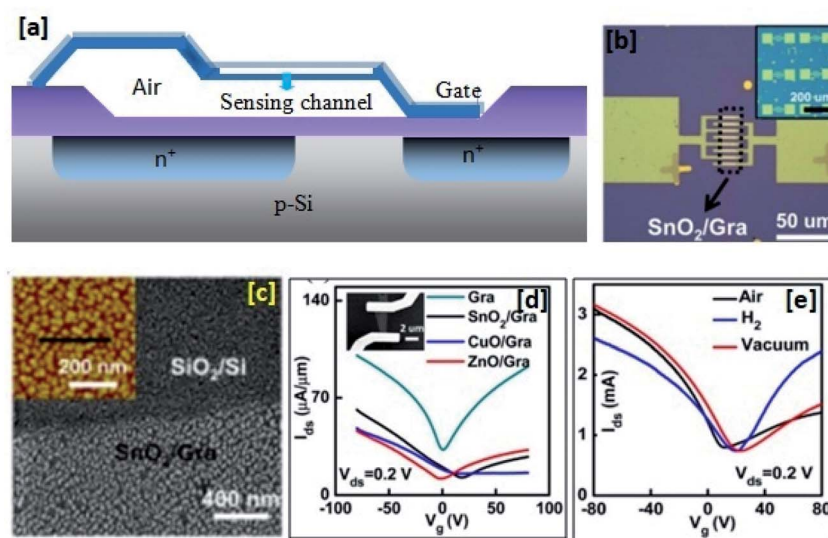 [a]
Air
Sensing channel
Gate
n+
n+
p-Si
[b]
200 um
SnO2/Gra
50 um
[c]
200 nm
SiO2/Si
SnO2/Gra
400 nm
[d]
140
70
0
Ids (μA/μm)
2 um
Gra
SnO2/Gra
CuO/Gra
ZnO/Gra
Vds=0.2 V
-100 -50 0 50 100
Vg (V)
[e]
3
2
1
0
Ids (mA)
Air
H2
Vacuum
Vds=0.2 V
-80 -40 0 40 80
Vg (V)